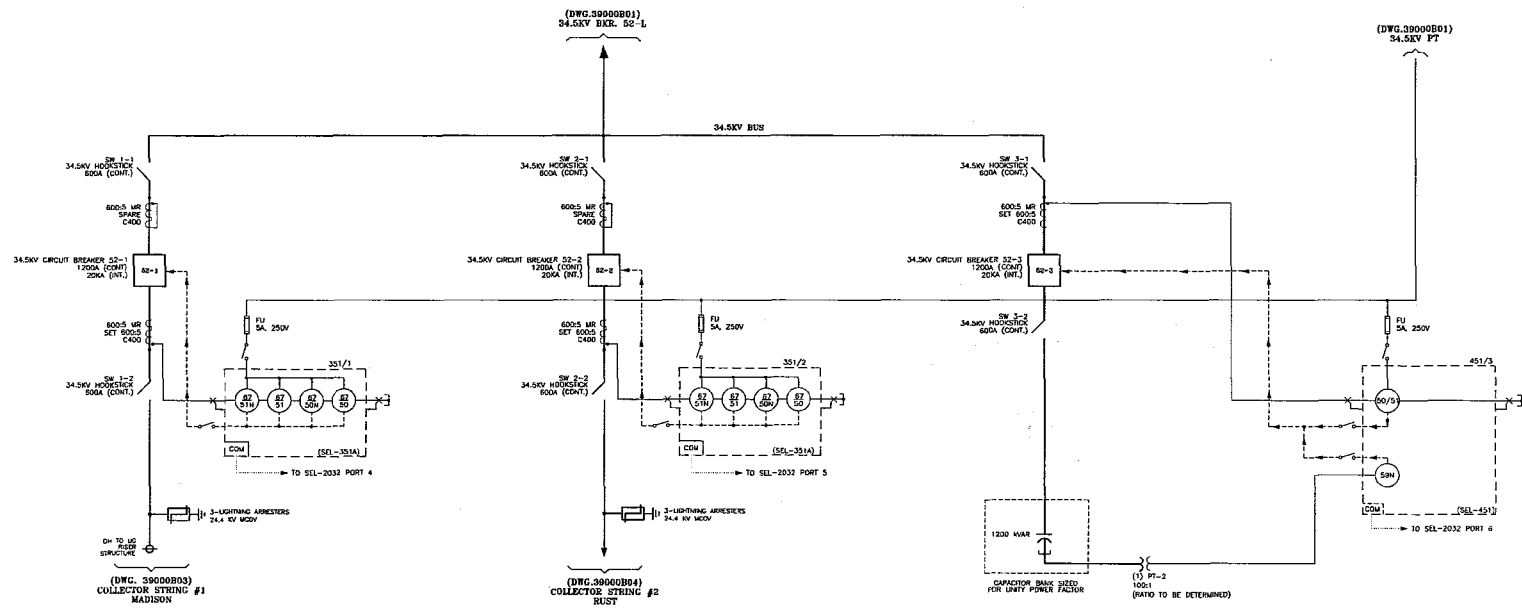 (DWG.39000B01)
34.5KV BKR. 52-L
(DWG.39000B01)
34.5KV PT
34.5KV BUS
SW 1-1
34.5KV HOOKSTICK
600A (CONT.)
SW 2-1
34.5KV HOOKSTICK
600A (CONT.)
SW 3-1
34.5KV HOOKSTICK
600A (CONT.)
600:5 MR
SPARE
C400
600:5 MR
SPARE
C400
600:5 MR
SET 600:5
C400
34.5KV CIRCUIT BREAKER 52-1
1200A (CONT)
20KA (INT.)
52-1
34.5KV CIRCUIT BREAKER 52-2
1200A (CONT)
20KA (INT.)
52-2
34.5KV CIRCUIT BREAKER 52-3
1200A (CONT)
20KA (INT.)
52-3
600:5 MR
SET 600:5
C400
FU
5A, 250V
600:5 MR
SET 600:5
C400
FU
5A, 250V
SW 3-2
34.5KV HOOKSTICK
600A (CONT.)
FU
5A, 250V
SW 1-2
34.5KV HOOKSTICK
600A (CONT.)
351/1
67
51N
67
51
67
50N
67
50
COM
(SEL-351A)
TO SEL-2032 PORT 4
SW 2-2
34.5KV HOOKSTICK
600A (CONT.)
351/2
67
51N
67
51
67
50N
67
50
COM
(SEL-351A)
TO SEL-2032 PORT 5
451/3
50/51
59N
COM
(SEL-451)
TO SEL-2032 PORT 6
3-LIGHTNING ARRESTERS
24.4 KV MCOV
3-LIGHTNING ARRESTERS
24.4 KV MCOV
OH TO UG
RISER
STRUCTURE
1200 KVAR
CAPACITOR BANK SIZED
FOR UNITY POWER FACTOR
(1) PT-2
100:1
(RATIO TO BE DETERMINED)
(DWG. 39000B03)
COLLECTOR STRING #1
MADISON
(DWG.39000B04)
COLLECTOR STRING #2
RUST